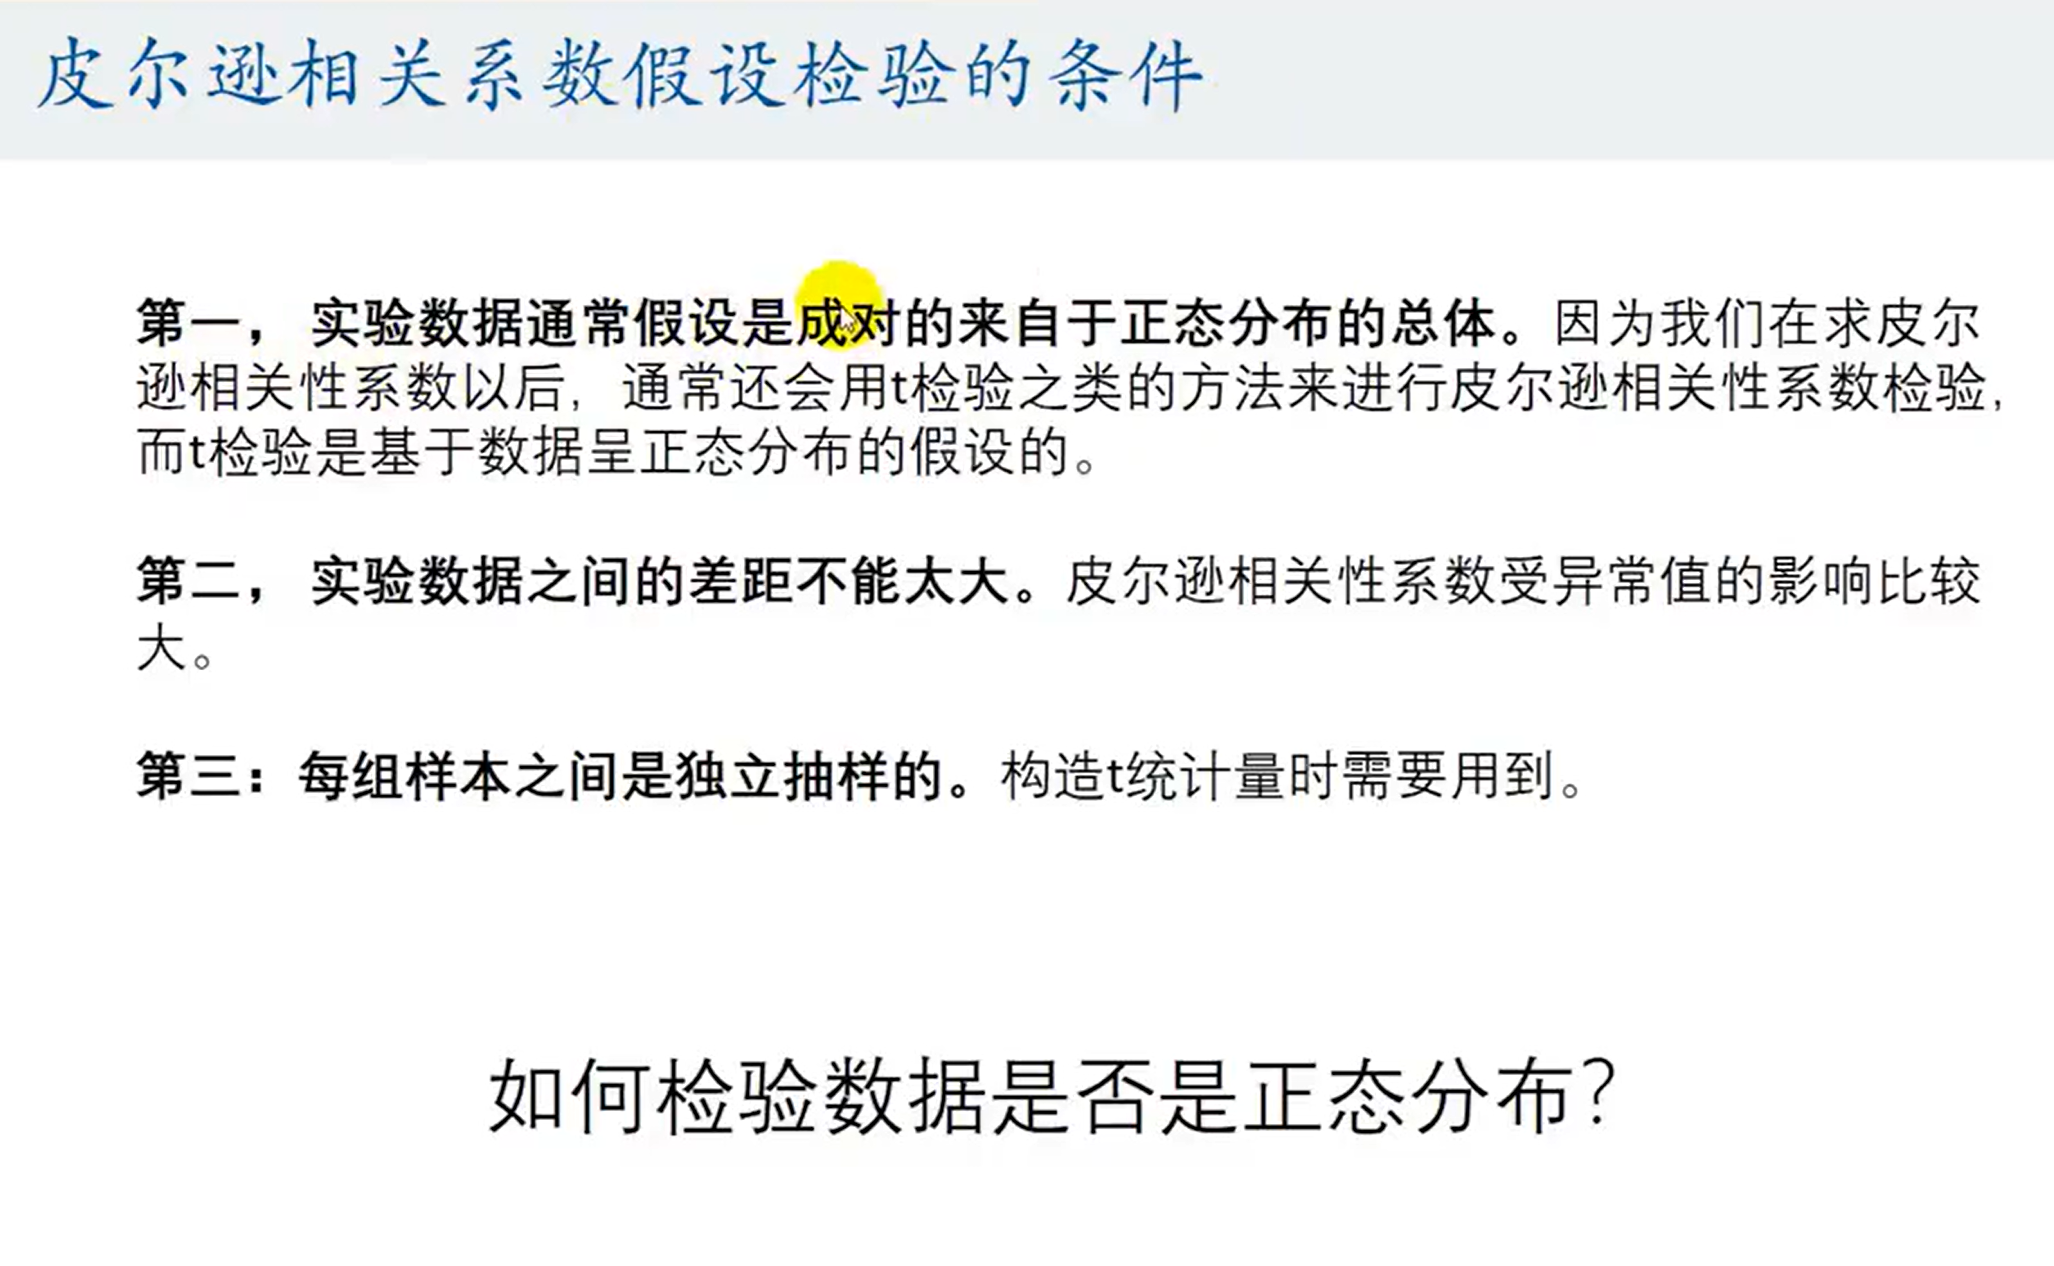 皮尔逊相关系数假设检验的条件
第一， 实验数据通常假设是成对的来自于正态分布的总体。因为我们在求皮尔
逊相关性系数以后，通常还会用t检验之类的方法来进行皮尔逊相关性系数检验，
而t检验是基于数据呈正态分布的假设的。
第二， 实验数据之间的差距不能太大。皮尔逊相关性系数受异常值的影响比较
大。
第三：每组样本之间是独立抽样的。构造t统计量时需要用到。
如何检验数据是否是正态分布？